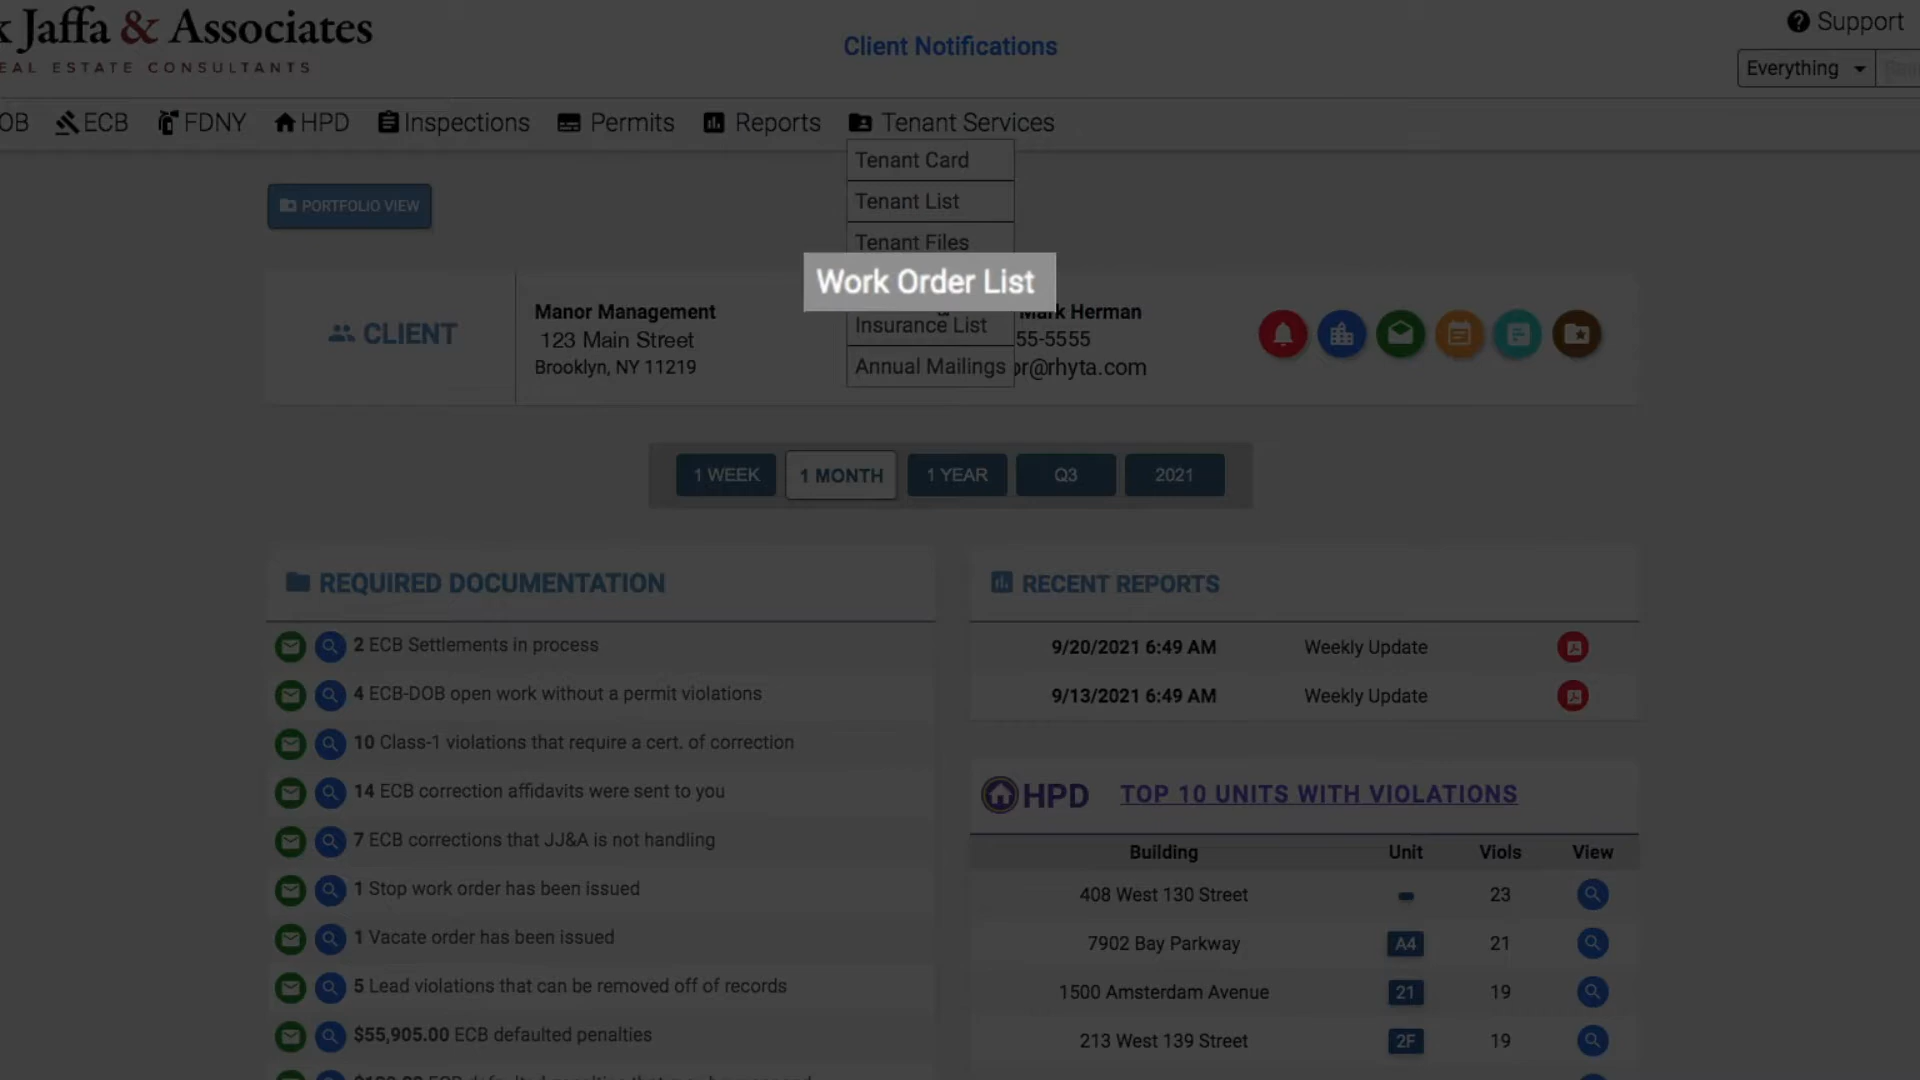 k Jaffa & Associates
EAL ESTATE CONSULTANTS
Client Notifications
Support
Everything
OB
ECB
FDNY
HPD
Inspections
Permits
Reports
Tenant Services
Tenant Card
Tenant List
Tenant Files
Work Order List
Insurance List
Annual Mailings
PORTFOLIO VIEW
CLIENT
Manor Management
123 Main Street
Brooklyn, NY 11219
Mark Herman
55-5555
or@rhyta.com
1 WEEK
1 MONTH
1 YEAR
Q3
2021
REQUIRED DOCUMENTATION
2 ECB Settlements in process
4 ECB-DOB open work without a permit violations
10 Class-1 violations that require a cert. of correction
14 ECB correction affidavits were sent to you
7 ECB corrections that JJ&A is not handling
1 Stop work order has been issued
1 Vacate order has been issued
5 Lead violations that can be removed off of records
$55,905.00 ECB defaulted penalties
RECENT REPORTS
9/20/2021 6:49 AM Weekly Update
9/13/2021 6:49 AM Weekly Update
HPD TOP 10 UNITS WITH VIOLATIONS
Building Unit Viols View
408 West 130 Street - 23
7902 Bay Parkway A4 21
1500 Amsterdam Avenue 21 19
213 West 139 Street 2F 19